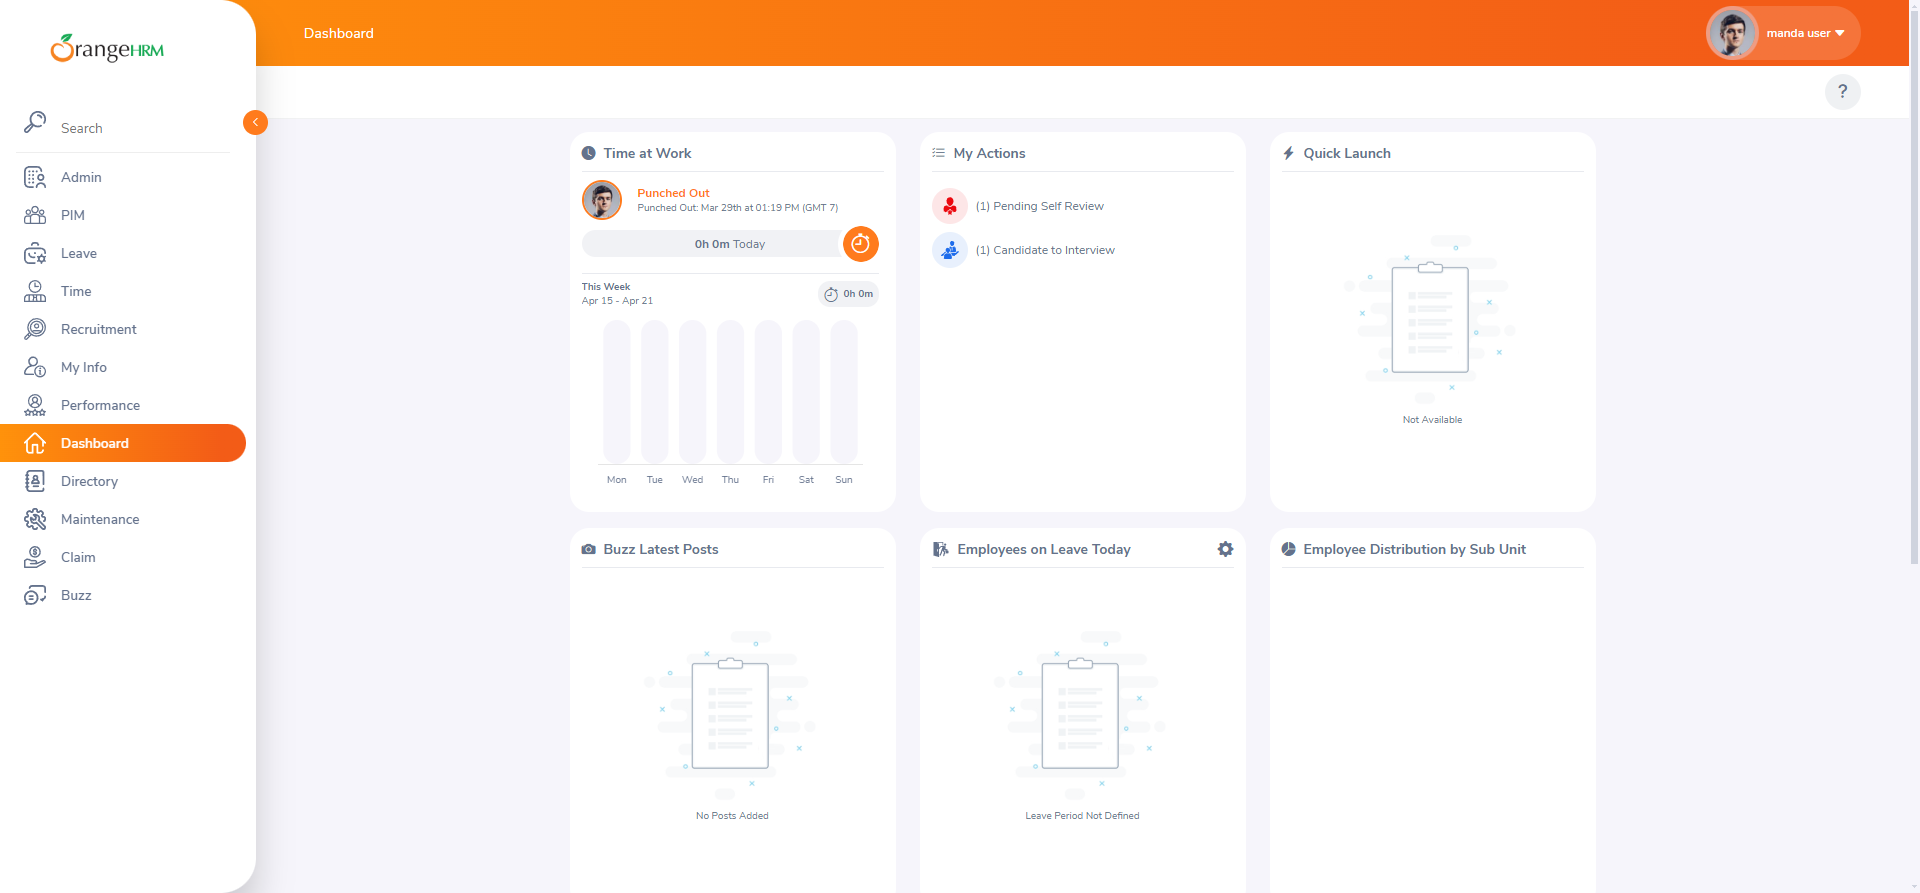 OrangeHRM
Dashboard
manda user
?
Search
Admin
PIM
Leave
Time
Recruitment
My Info
Performance
Dashboard
Directory
Maintenance
Claim
Buzz
Time at Work
Punched Out
Punched Out: Mar 29th at 01:19 PM (GMT 7)
0h 0m Today
This Week
Apr 15 - Apr 21
0h 0m
Mon Tue Wed Thu Fri Sat Sun
My Actions
(1) Pending Self Review
(1) Candidate to Interview
Quick Launch
Not Available
Buzz Latest Posts
No Posts Added
Employees on Leave Today
Leave Period Not Defined
Employee Distribution by Sub Unit